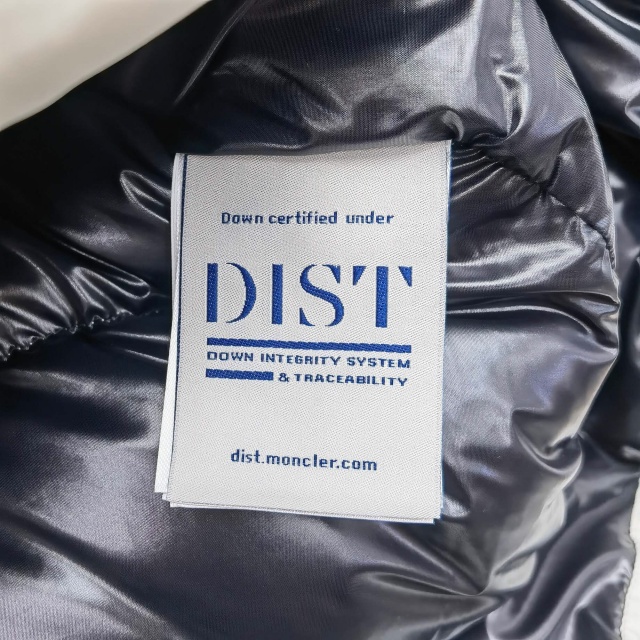 Down certified under
DIST
DOWN INTEGRITY SYSTEM
& TRACEABILITY
dist.moncler.com